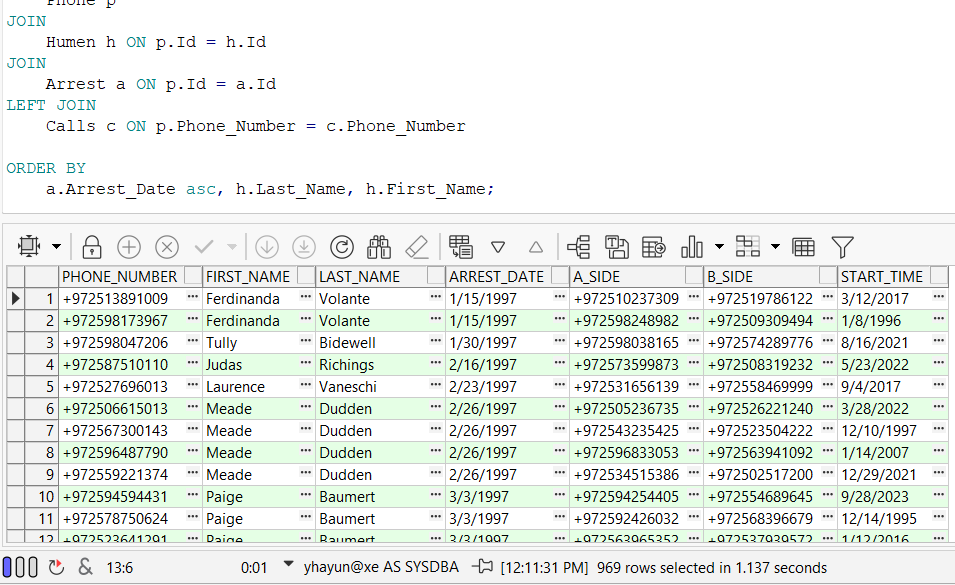 Phone p
JOIN
Humen h ON p.Id = h.Id
JOIN
Arrest a ON p.Id = a.Id
LEFT JOIN
Calls c ON p.Phone_Number = c.Phone_Number
ORDER BY
a.Arrest_Date asc, h.Last_Name, h.First_Name;
PHONE_NUMBER FIRST_NAME LAST_NAME ARREST_DATE A_SIDE B_SIDE START_TIME
1 +972513891009 ··· Ferdinanda ··· Volante ··· 1/15/1997 ··· +972510237309 ··· +972519786122 ··· 3/12/2017 ···
2 +972598173967 ··· Ferdinanda ··· Volante ··· 1/15/1997 ··· +972598248982 ··· +972509309494 ··· 1/8/1996 ···
3 +972598047206 ··· Tully ··· Bidewell ··· 1/30/1997 ··· +972598038165 ··· +972574289776 ··· 8/16/2021 ···
4 +972587510110 ··· Judas ··· Richings ··· 2/16/1997 ··· +972573599873 ··· +972508319232 ··· 5/23/2022 ···
5 +972527696013 ··· Laurence ··· Vaneschi ··· 2/23/1997 ··· +972531656139 ··· +972558469999 ··· 9/4/2017 ···
6 +972506615013 ··· Meade ··· Dudden ··· 2/26/1997 ··· +972505236735 ··· +972526221240 ··· 3/28/2022 ···
7 +972567300143 ··· Meade ··· Dudden ··· 2/26/1997 ··· +972543235425 ··· +972523504222 ··· 12/10/1997 ···
8 +972596487790 ··· Meade ··· Dudden ··· 2/26/1997 ··· +972596833053 ··· +972563941092 ··· 1/14/2007 ···
9 +972559221374 ··· Meade ··· Dudden ··· 2/26/1997 ··· +972534515386 ··· +972502517200 ··· 12/29/2021 ···
10 +972594594431 ··· Paige ··· Baumert ··· 3/3/1997 ··· +972594254405 ··· +972554689645 ··· 9/28/2023 ···
11 +972578750624 ··· Paige ··· Baumert ··· 3/3/1997 ··· +972592426032 ··· +972568396679 ··· 12/14/1995 ···
12 +972523641291 ··· Paige ··· Baumert ··· 3/3/1997 ··· +972563965352 ··· +972537939572 ··· 1/12/2016 ···
& 13:6 0:01 yhayun@xe AS SYSDBA [12:11:31 PM] 969 rows selected in 1.137 seconds